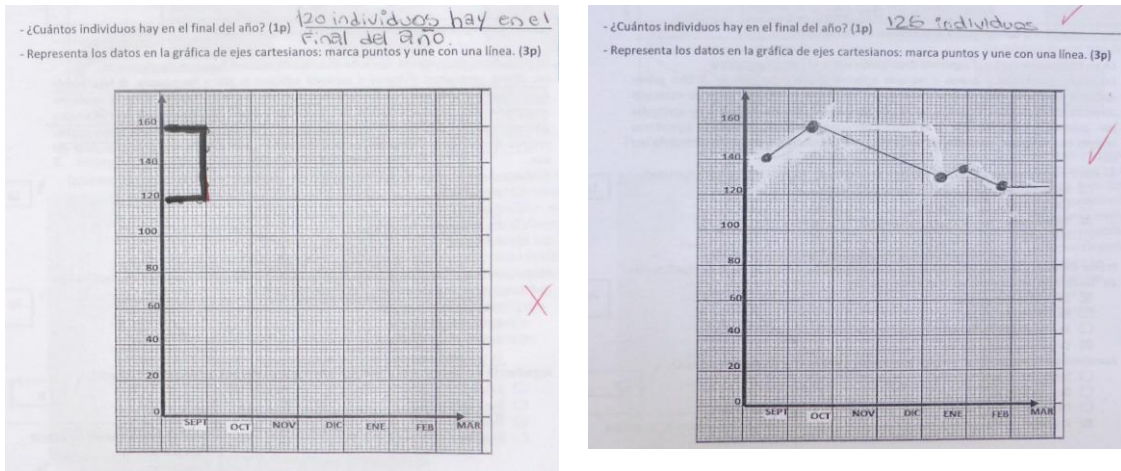 - ¿Cuántos individuos hay en el final del año? (1p) 120 individuos hay en el
final del año.
- Representa los datos en la gráfica de ejes cartesianos: marca puntos y une con una línea. (3p)
160
140
120
100
80
60
40
20
0
SEPT OCT NOV DIC ENE FEB MAR
- ¿Cuántos individuos hay en el final del año? (1p) 126 individuos
- Representa los datos en la gráfica de ejes cartesianos: marca puntos y une con una línea. (3p)
160
140
120
100
80
60
40
20
0
SEPT OCT NOV DIC ENE FEB MAR